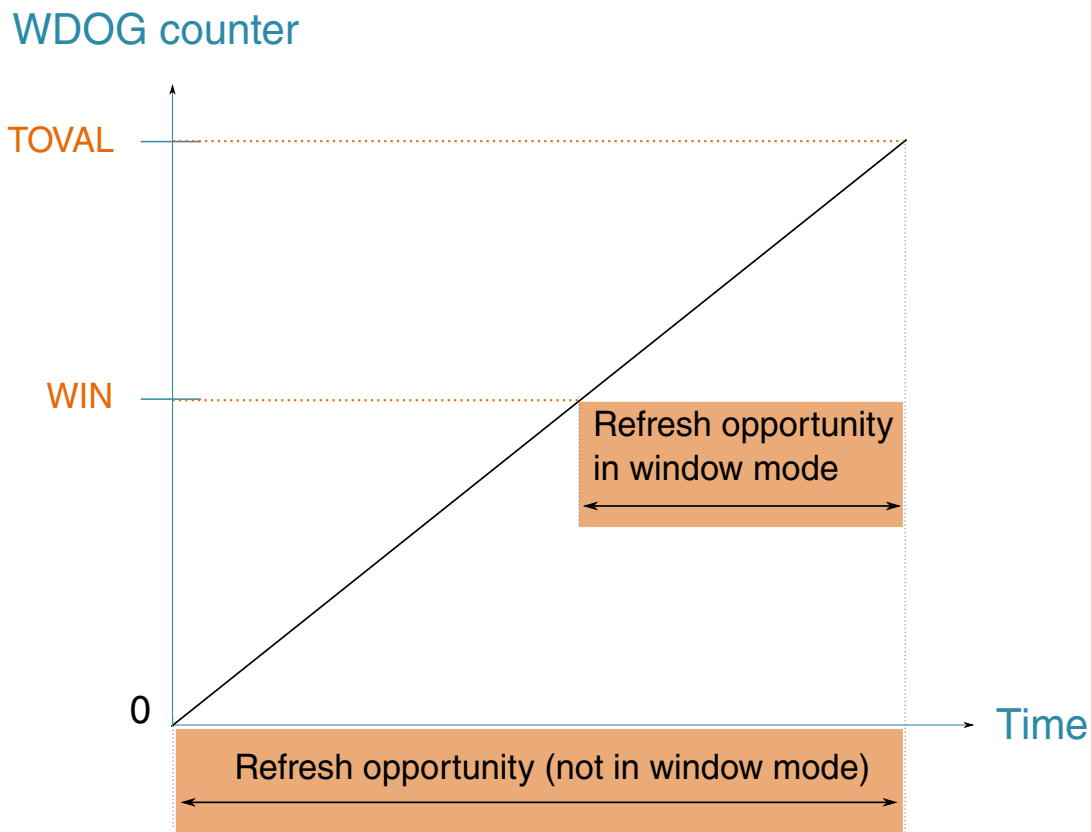 WDOG counter
TOVAL
WIN
Refresh opportunity
in window mode
0
Time
Refresh opportunity (not in window mode)